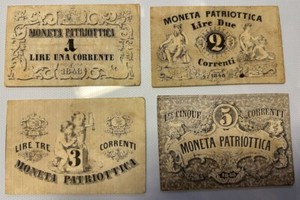 MONETA PATRIOTTICA
1
LIRE UNA CORRENTE
1848
MONETA PATRIOTTICA
Lire Due
2
Correnti
1848
LIRE TRE
3
CORRENTI
MONETA PATRIOTTICA
5
CINQUE
CORRENTI
MONETA PATRIOTTICA